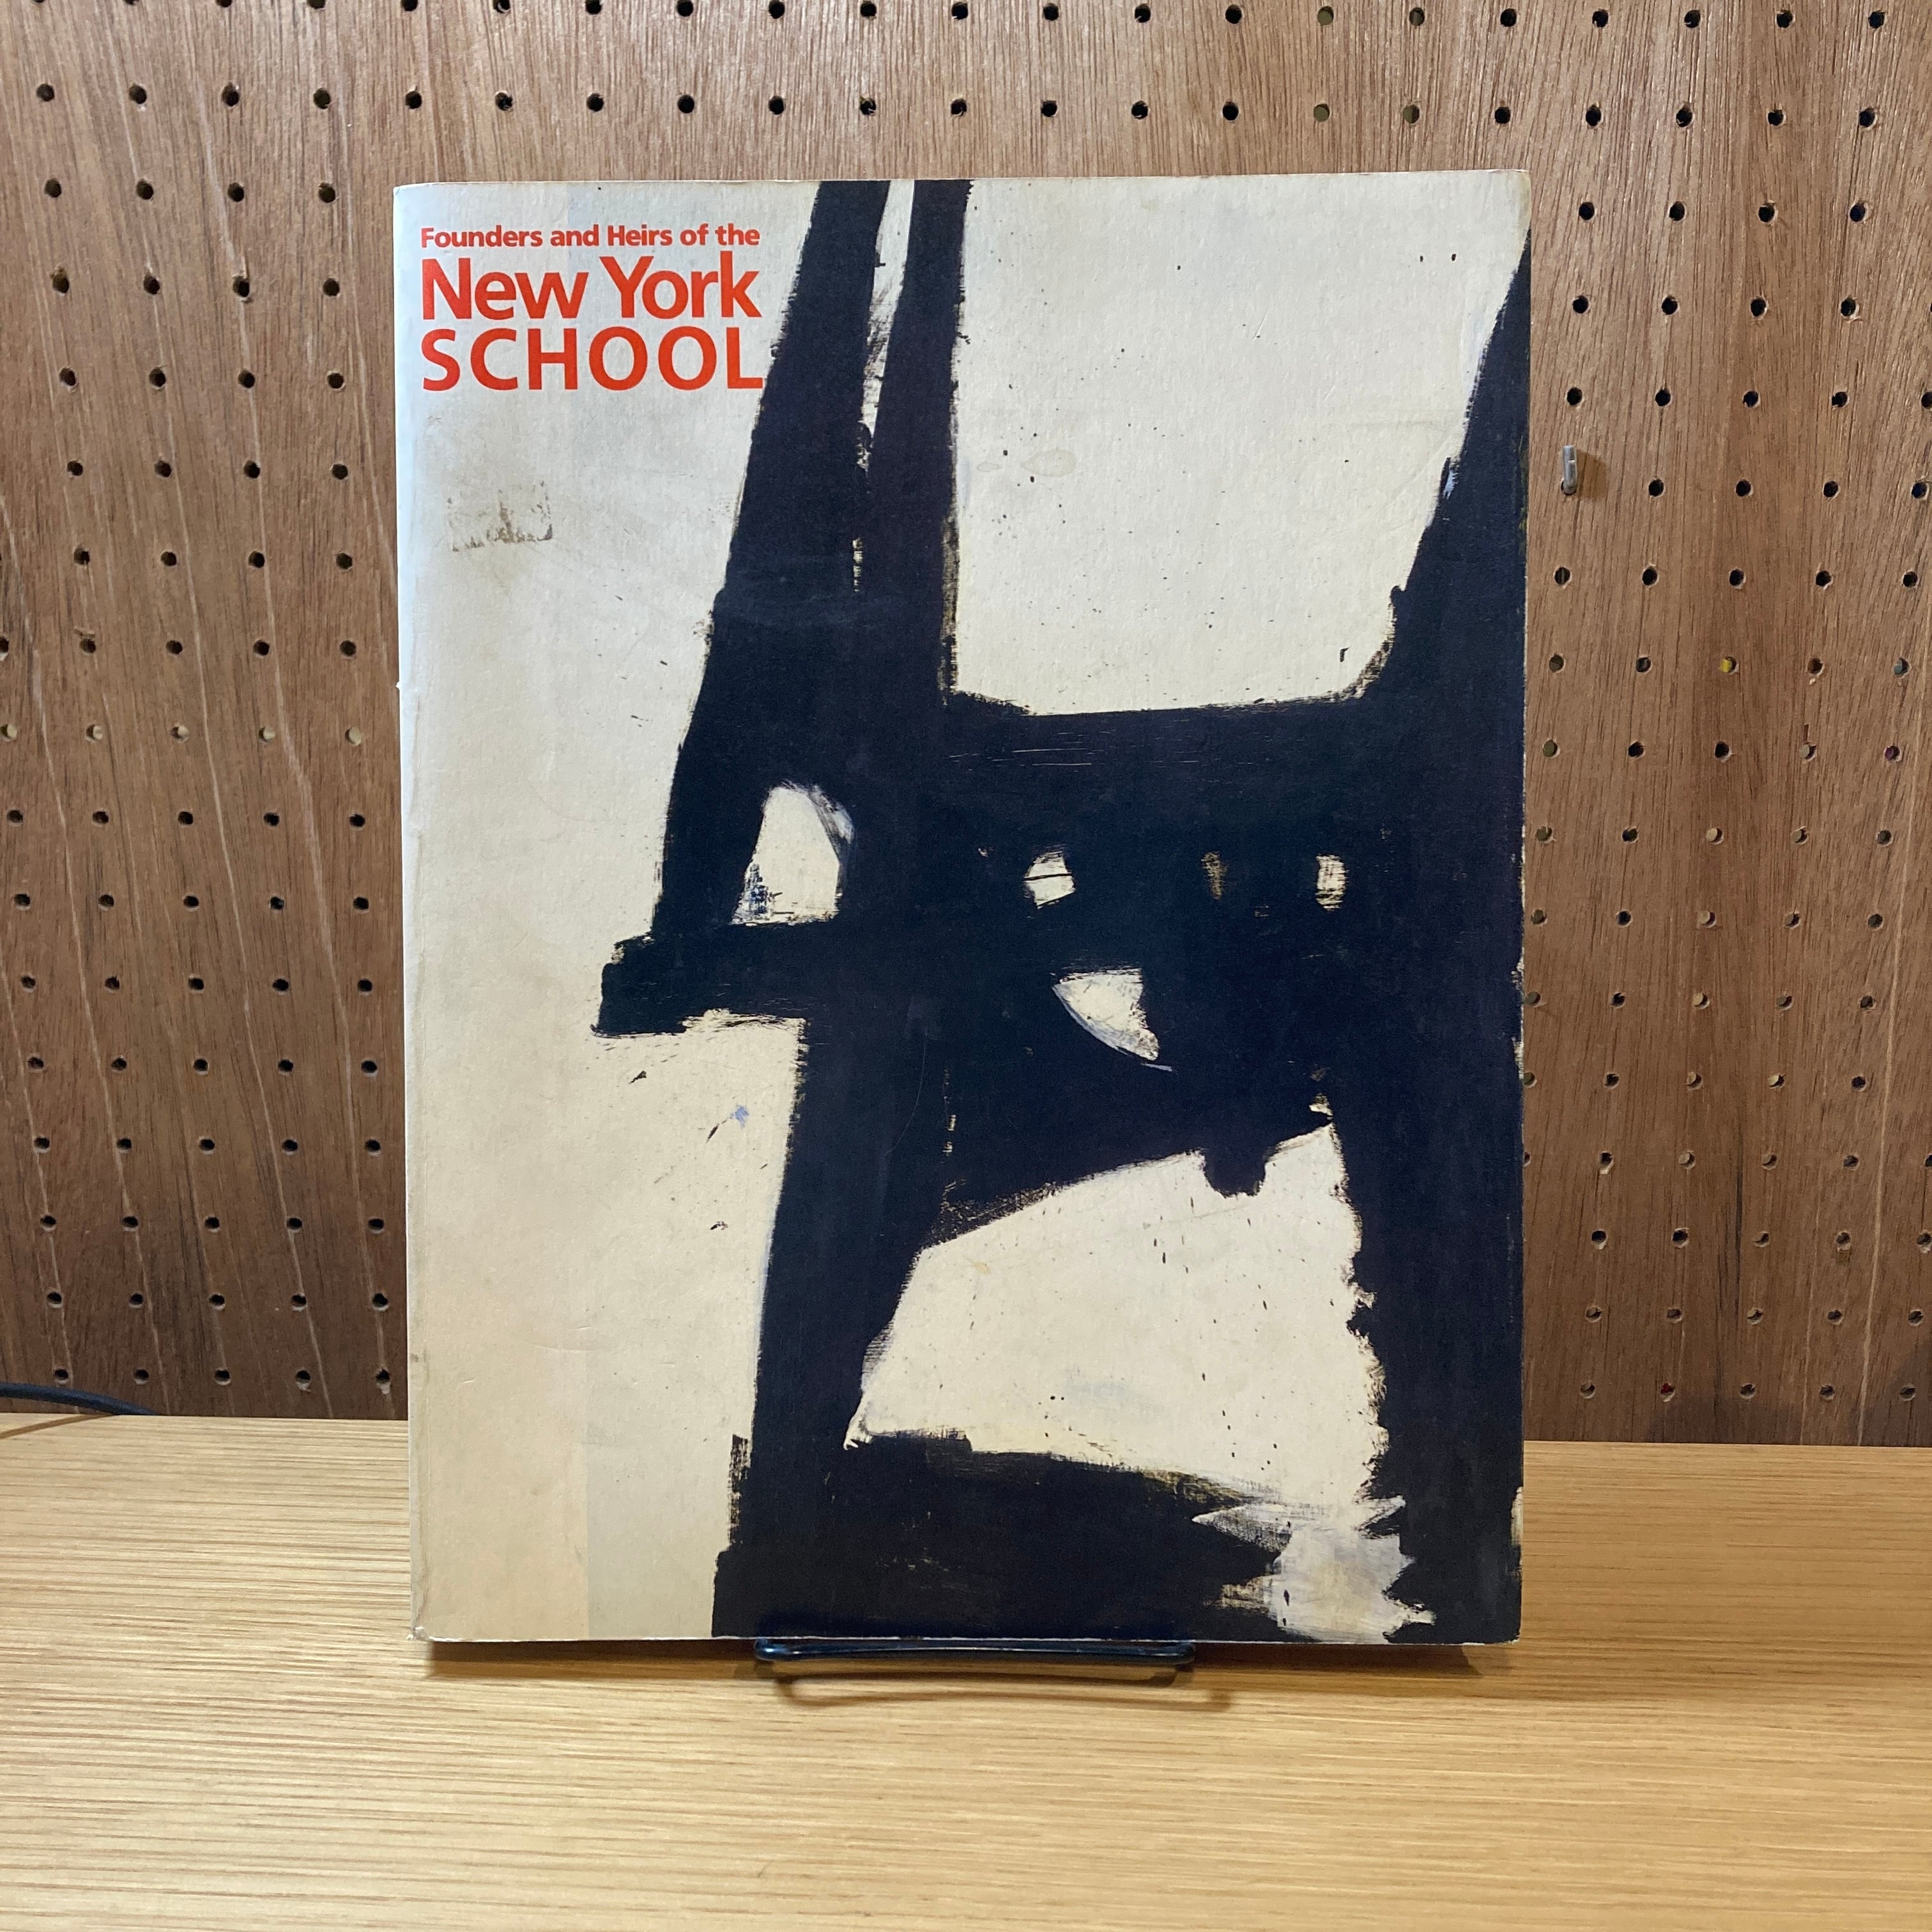 Founders and Heirs of the
New York
SCHOOL